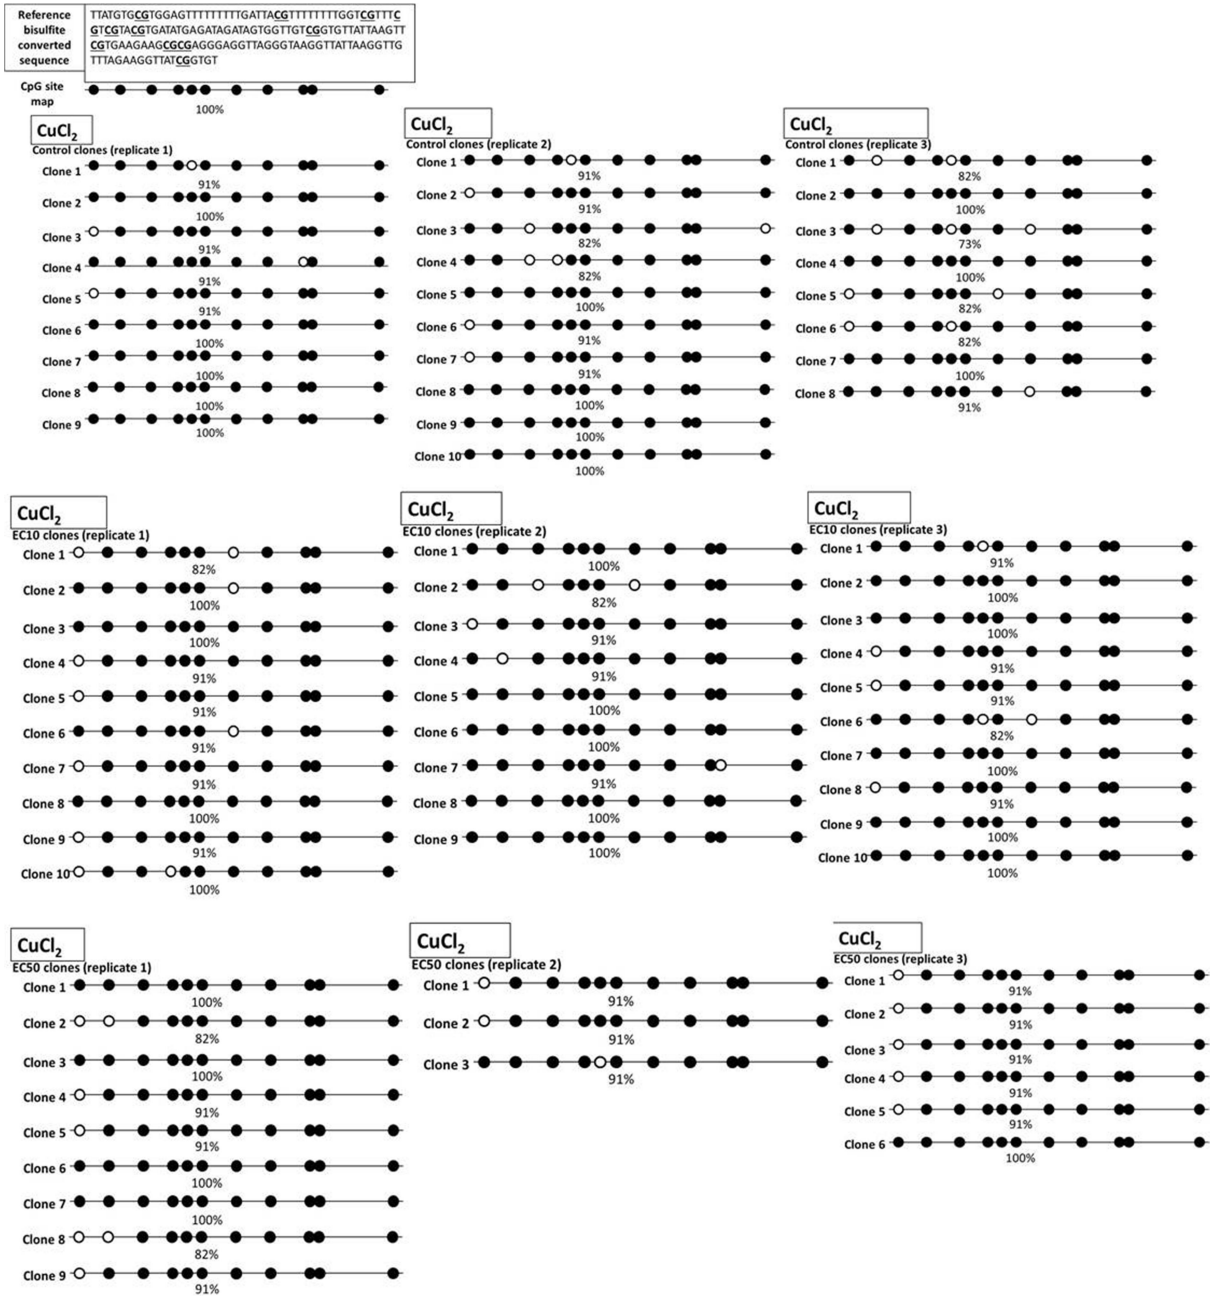 Reference
bisulfite
converted
sequence
TTATGTGCGTGGAGTTTTTTTTTGATTACGTTTTTTTTGGTCGTTTC
GTCGTACGTGATATGAGATAGATAGTGGTTGTCGGTGTTATTAAGTT
CGTGAAGAAGCGCGAGGGAGGTTAGGGTAAGGTTATTAAGGTTG
TTTAGAAGGTTATCGGTGT
CpG site
map
100%
CuCl2
Control clones (replicate 1)
Clone 1
91%
Clone 2
100%
Clone 3
91%
Clone 4
91%
Clone 5
91%
Clone 6
100%
Clone 7
100%
Clone 8
100%
Clone 9
100%
CuCl2
Control clones (replicate 2)
Clone 1
91%
Clone 2
91%
Clone 3
82%
Clone 4
82%
Clone 5
100%
Clone 6
91%
Clone 7
91%
Clone 8
100%
Clone 9
100%
Clone 10
100%
CuCl2
Control clones (replicate 3)
Clone 1
82%
Clone 2
100%
Clone 3
73%
Clone 4
100%
Clone 5
82%
Clone 6
82%
Clone 7
100%
Clone 8
91%
CuCl2
EC10 clones (replicate 1)
Clone 1
82%
Clone 2
100%
Clone 3
100%
Clone 4
91%
Clone 5
91%
Clone 6
91%
Clone 7
91%
Clone 8
100%
Clone 9
91%
Clone 10
100%
CuCl2
EC10 clones (replicate 2)
Clone 1
100%
Clone 2
82%
Clone 3
91%
Clone 4
91%
Clone 5
100%
Clone 6
100%
Clone 7
91%
Clone 8
100%
Clone 9
100%
CuCl2
EC10 clones (replicate 3)
Clone 1
91%
Clone 2
100%
Clone 3
100%
Clone 4
91%
Clone 5
91%
Clone 6
82%
Clone 7
100%
Clone 8
91%
Clone 9
100%
Clone 10
100%
CuCl2
EC50 clones (replicate 1)
Clone 1
100%
Clone 2
82%
Clone 3
100%
Clone 4
91%
Clone 5
91%
Clone 6
100%
Clone 7
100%
Clone 8
82%
Clone 9
91%
CuCl2
EC50 clones (replicate 2)
Clone 1
91%
Clone 2
91%
Clone 3
91%
CuCl2
EC50 clones (replicate 3)
Clone 1
91%
Clone 2
91%
Clone 3
91%
Clone 4
91%
Clone 5
91%
Clone 6
100%